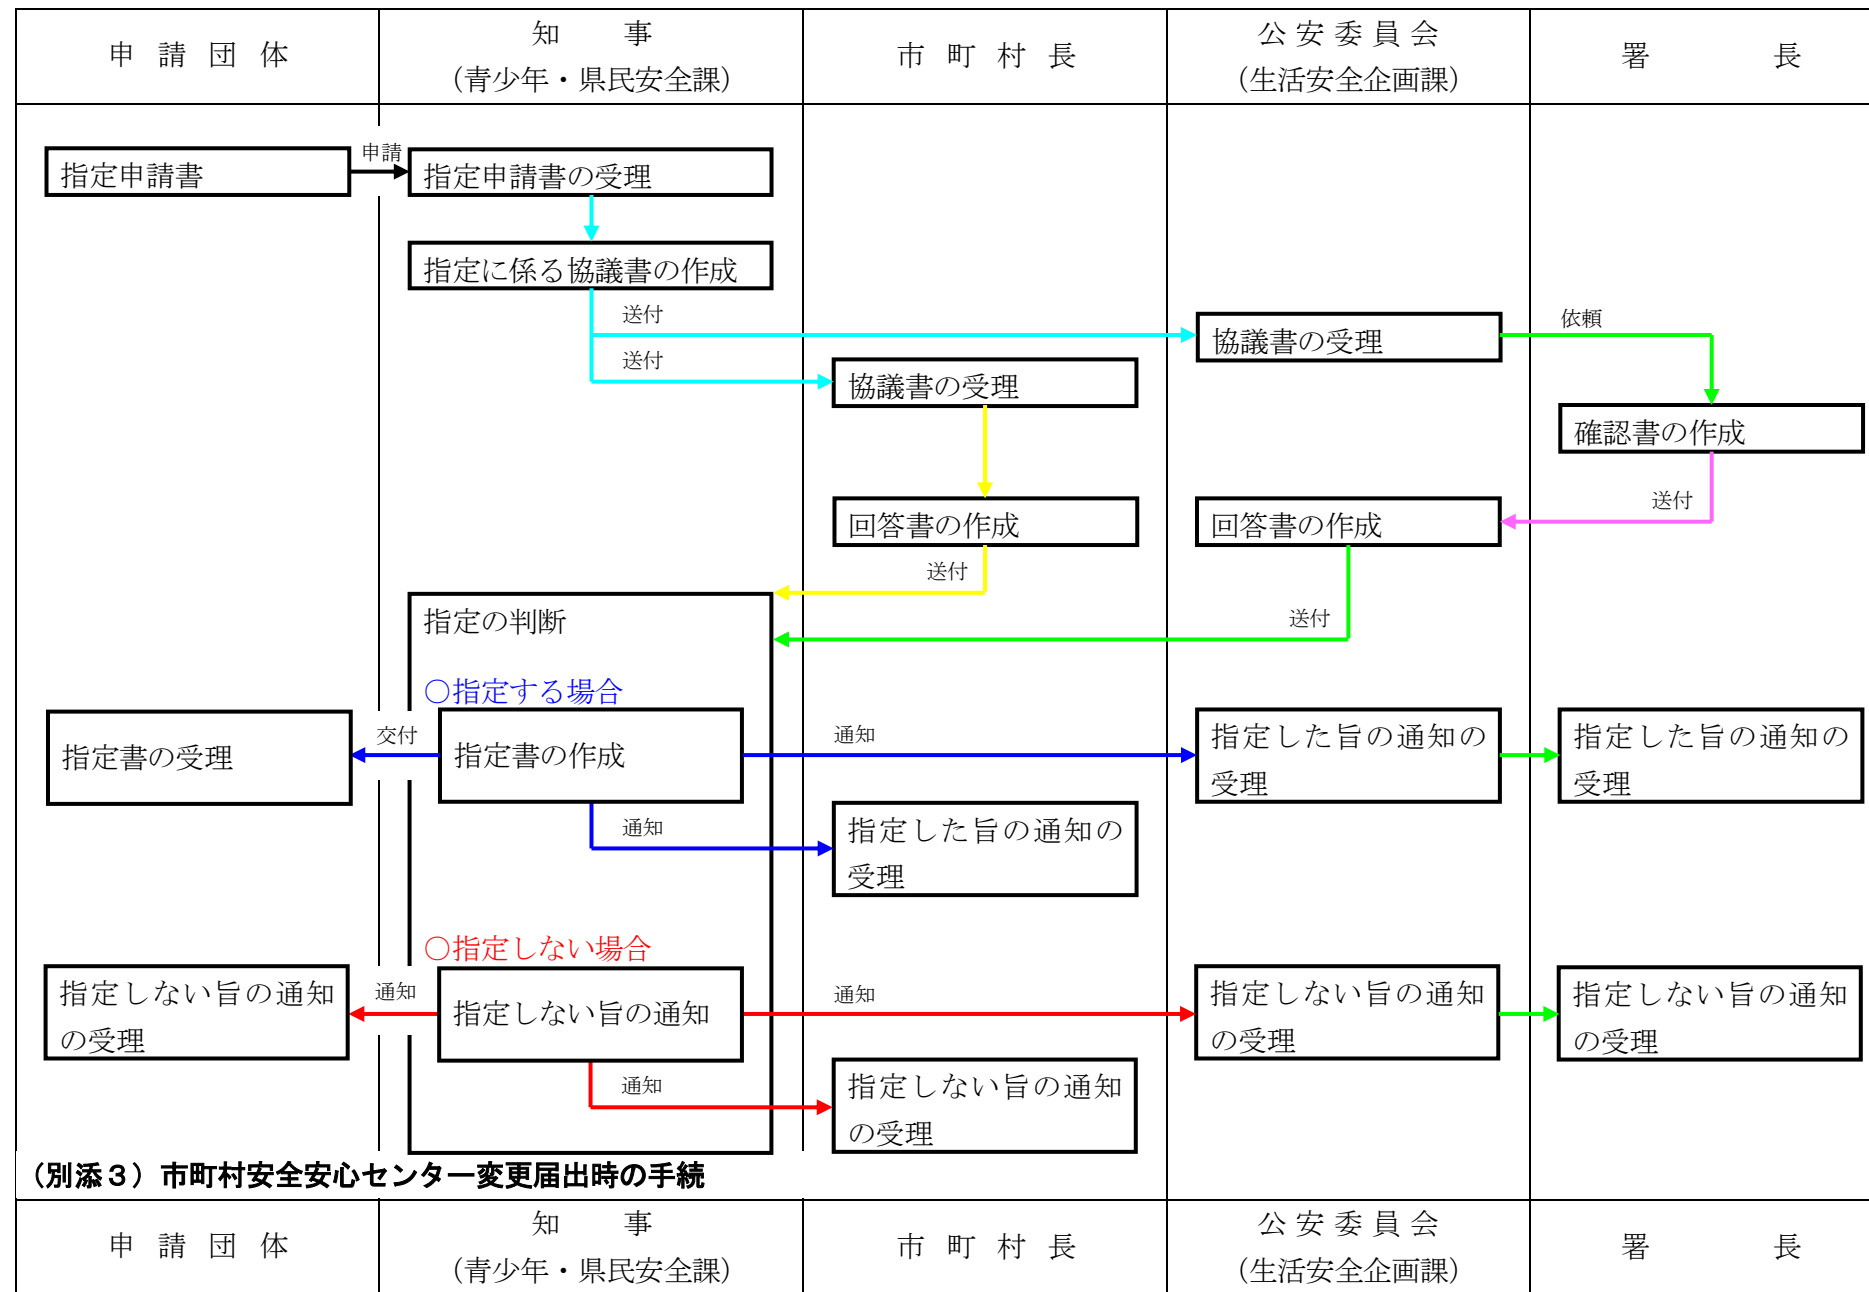 申請団体
知事
（青少年・県民安全課）
市町村長
公安委員会
（生活安全企画課）
署長
指定申請書
申請
指定申請書の受理
指定に係る協議書の作成
送付
協議書の受理
依頼
送付
協議書の受理
確認書の作成
送付
回答書の作成
回答書の作成
送付
送付
指定の判断
○指定する場合
指定書の受理
交付
指定書の作成
通知
指定した旨の通知の
受理
指定した旨の通知の
受理
通知
指定した旨の通知の
受理
○指定しない場合
指定しない旨の通知
の受理
通知
指定しない旨の通知
通知
指定しない旨の通知
の受理
指定しない旨の通知
の受理
通知
指定しない旨の通知
の受理
（別添３）市町村安全安心センター変更届出時の手続
申請団体
知事
（青少年・県民安全課）
市町村長
公安委員会
（生活安全企画課）
署長